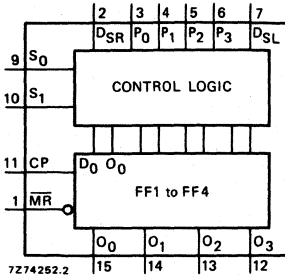 2 3 4 5 6 7
DSR P0 P1 P2 P3 DSL
9 S0
CONTROL LOGIC
10 S1
11 CP D0 O0
FF1 to FF4
1 MR
O0 O1 O2 O3
7Z74252.2 15 14 13 12